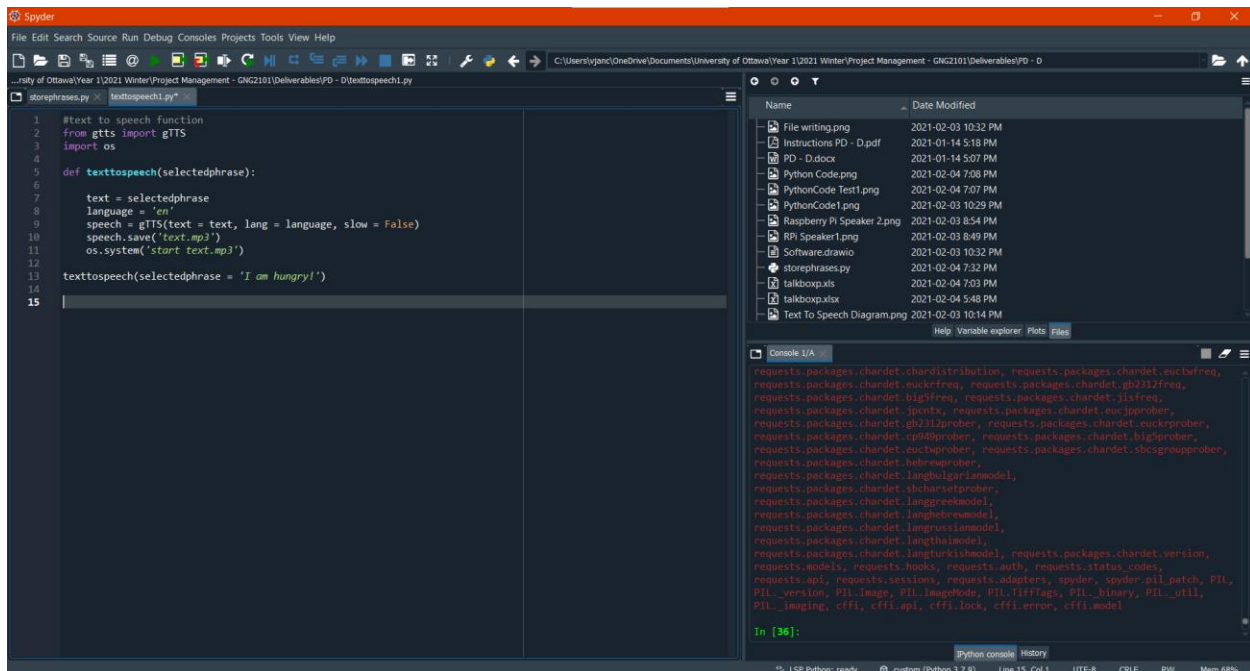 Spyder
File Edit Search Source Run Debug Consoles Projects Tools View Help
C:\Users\vjanc\OneDrive\Documents\University of Ottawa\Year 1\2021 Winter\Project Management - GNG2101\Deliverables\PD - D
...rsity of Ottawa\Year 1\2021 Winter\Project Management - GNG2101\Deliverables\PD - D\texttospeech1.py
storephrases.py
texttospeech1.py*
1 #text to speech function
2 from gtts import gTTS
3 import os
4
5 def texttospeech(selectedphrase):
6
7 text = selectedphrase
8 language = 'en'
9 speech = gTTS(text = text, lang = language, slow = False)
10 speech.save('text.mp3')
11 os.system('start text.mp3')
12
13 texttospeech(selectedphrase = 'I am hungry!')
14
15
Name Date Modified
File writing.png 2021-02-03 10:32 PM
Instructions PD - D.pdf 2021-01-14 5:18 PM
PD - D.docx 2021-01-14 5:07 PM
Python Code.png 2021-02-04 7:08 PM
PythonCode Test1.png 2021-02-04 7:07 PM
PythonCode1.png 2021-02-03 10:29 PM
Raspberry Pi Speaker 2.png 2021-02-03 8:54 PM
RPi Speaker1.png 2021-02-03 8:49 PM
Software.drawio 2021-02-03 10:32 PM
storephrases.py 2021-02-04 7:32 PM
talkboxp.xls 2021-02-04 7:03 PM
talkboxp.xlsx 2021-02-04 5:48 PM
Text To Speech Diagram.png 2021-02-03 10:14 PM
Help Variable explorer Plots Files
Console 1/A
requests.packages.chardet.chardistribution, requests.packages.chardet.euctwfreq,
requests.packages.chardet.euckrfreq, requests.packages.chardet.gb2312freq,
requests.packages.chardet.big5freq, requests.packages.chardet.jisfreq,
requests.packages.chardet.jpcntx, requests.packages.chardet.eucjpprober,
requests.packages.chardet.gb2312prober, requests.packages.chardet.euckrprober,
requests.packages.chardet.cp949prober, requests.packages.chardet.big5prober,
requests.packages.chardet.euctwprober, requests.packages.chardet.sbcsgroupprober,
requests.packages.chardet.hebrewprober,
requests.packages.chardet.langbulgarianmodel,
requests.packages.chardet.sbcharsetprober,
requests.packages.chardet.langgreekmodel,
requests.packages.chardet.langhebrewmodel,
requests.packages.chardet.langrussianmodel,
requests.packages.chardet.langthaimodel,
requests.packages.chardet.langturkishmodel, requests.packages.chardet.version,
requests.models, requests.hooks, requests.auth, requests.status_codes,
requests.api, requests.sessions, requests.adapters, spyder, spyder.pil_patch, PIL,
PIL._version, PIL.Image, PIL.ImageMode, PIL.TiffTags, PIL._binary, PIL._util,
PIL._imaging, cffi, cffi.api, cffi.lock, cffi.error, cffi.model
In [36]:
IPython console History
LSP Python: ready custom (Python 3.7.9) Line 15, Col 1 UTF-8 CRLF RW Mem 68%